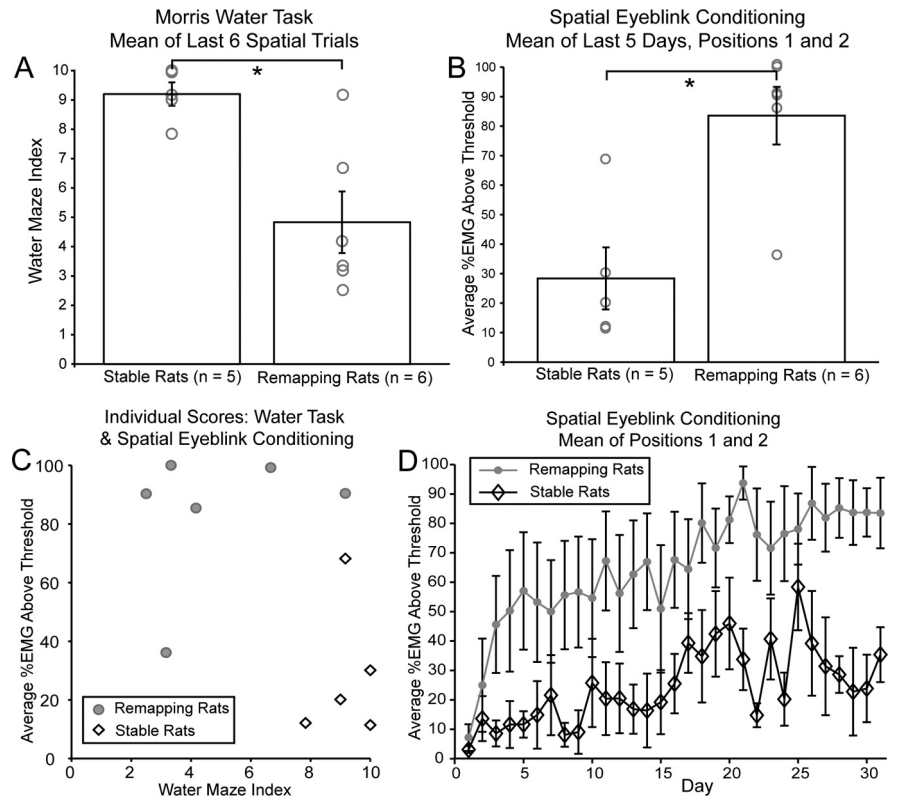 Morris Water Task
Mean of Last 6 Spatial Trials
A
*
10
9
8
7
6
5
4
3
2
1
0
Water Maze Index
Stable Rats (n = 5)
Remapping Rats (n = 6)
Spatial Eyeblink Conditioning
Mean of Last 5 Days, Positions 1 and 2
B
*
100
90
80
70
60
50
40
30
20
10
0
Average %EMG Above Threshold
Stable Rats (n = 5)
Remapping Rats (n = 6)
Individual Scores: Water Task
& Spatial Eyeblink Conditioning
C
100
80
60
40
20
0
Average %EMG Above Threshold
Remapping Rats
Stable Rats
0 2 4 6 8 10
Water Maze Index
Spatial Eyeblink Conditioning
Mean of Positions 1 and 2
D
100
90
80
70
60
50
40
30
20
10
0
Average %EMG Above Threshold
Remapping Rats
Stable Rats
0 5 10 15 20 25 30
Day